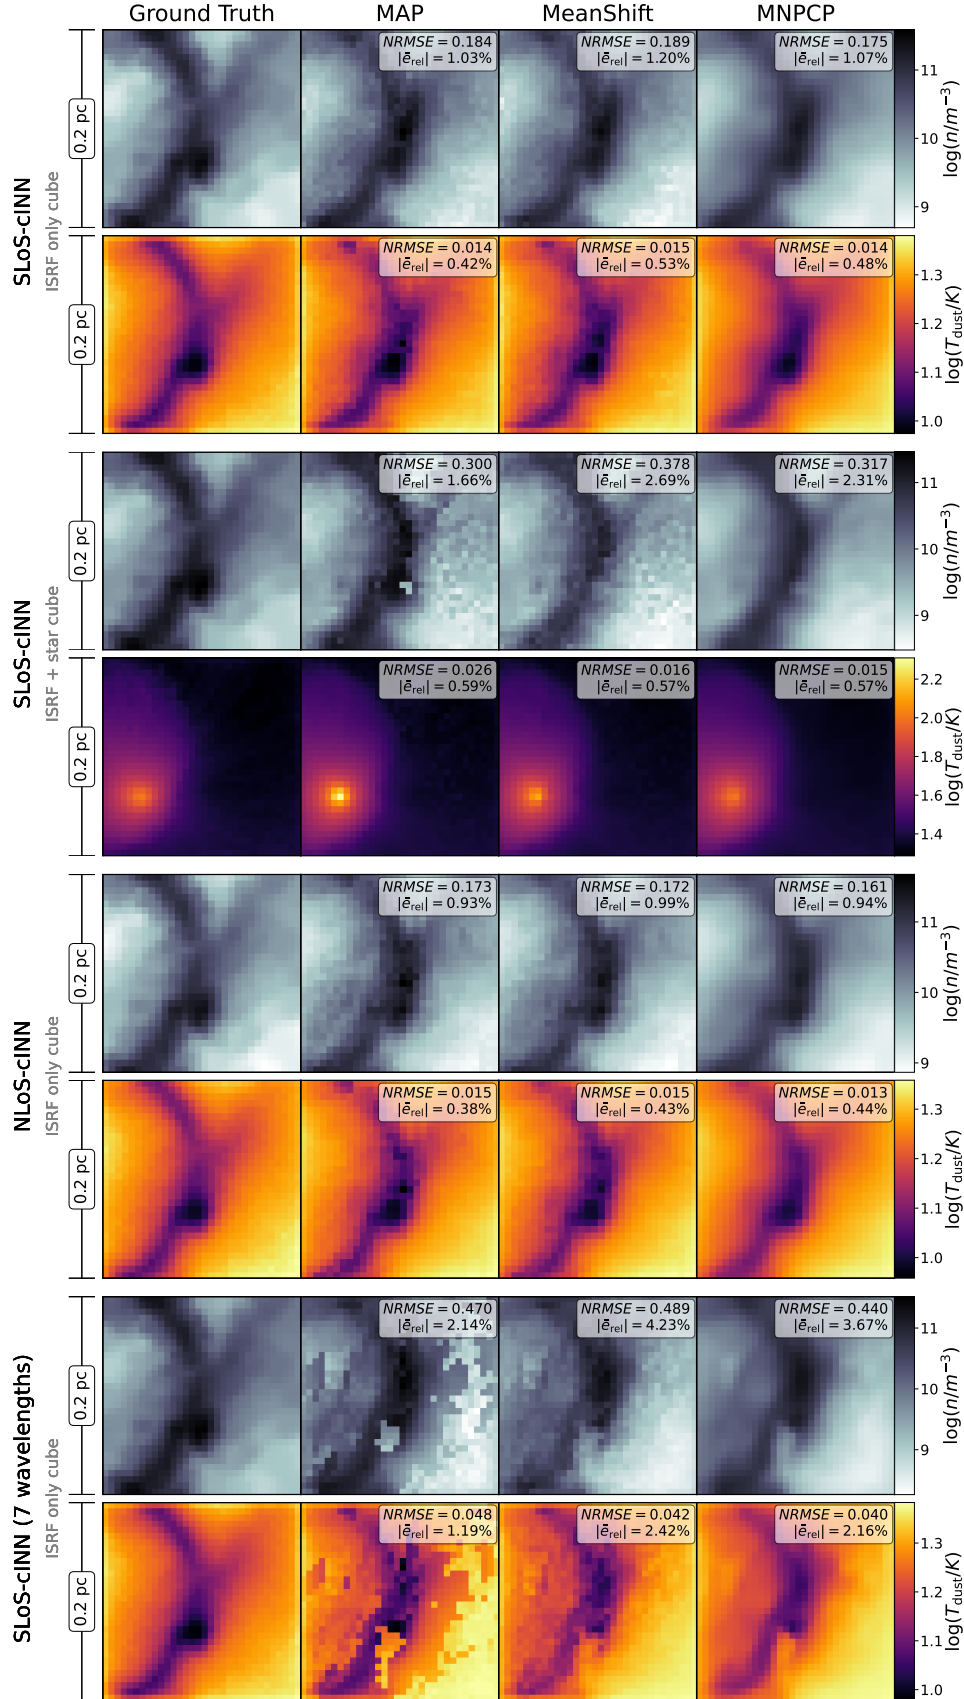 Ground Truth MAP MeanShift MNPCP
SLoS-cINN
ISRF only cube
0.2 pc
NRMSE = 0.184
|ē_rel| = 1.03%
NRMSE = 0.189
|ē_rel| = 1.20%
NRMSE = 0.175
|ē_rel| = 1.07%
11
10
9
log(n/m⁻³)
0.2 pc
NRMSE = 0.014
|ē_rel| = 0.42%
NRMSE = 0.015
|ē_rel| = 0.53%
NRMSE = 0.014
|ē_rel| = 0.48%
1.3
1.2
1.1
1.0
log(T_dust/K)
SLoS-cINN
ISRF + star cube
0.2 pc
NRMSE = 0.300
|ē_rel| = 1.66%
NRMSE = 0.378
|ē_rel| = 2.69%
NRMSE = 0.317
|ē_rel| = 2.31%
11
10
9
log(n/m⁻³)
0.2 pc
NRMSE = 0.026
|ē_rel| = 0.59%
NRMSE = 0.016
|ē_rel| = 0.57%
NRMSE = 0.015
|ē_rel| = 0.57%
2.2
2.0
1.8
1.6
1.4
log(T_dust/K)
NLoS-cINN
ISRF only cube
0.2 pc
NRMSE = 0.173
|ē_rel| = 0.93%
NRMSE = 0.172
|ē_rel| = 0.99%
NRMSE = 0.161
|ē_rel| = 0.94%
11
10
9
log(n/m⁻³)
0.2 pc
NRMSE = 0.015
|ē_rel| = 0.38%
NRMSE = 0.015
|ē_rel| = 0.43%
NRMSE = 0.013
|ē_rel| = 0.44%
1.3
1.2
1.1
1.0
log(T_dust/K)
SLoS-cINN (7 wavelengths)
ISRF only cube
0.2 pc
NRMSE = 0.470
|ē_rel| = 2.14%
NRMSE = 0.489
|ē_rel| = 4.23%
NRMSE = 0.440
|ē_rel| = 3.67%
11
10
9
log(n/m⁻³)
0.2 pc
NRMSE = 0.048
|ē_rel| = 1.19%
NRMSE = 0.042
|ē_rel| = 2.42%
NRMSE = 0.040
|ē_rel| = 2.16%
1.3
1.2
1.1
1.0
log(T_dust/K)